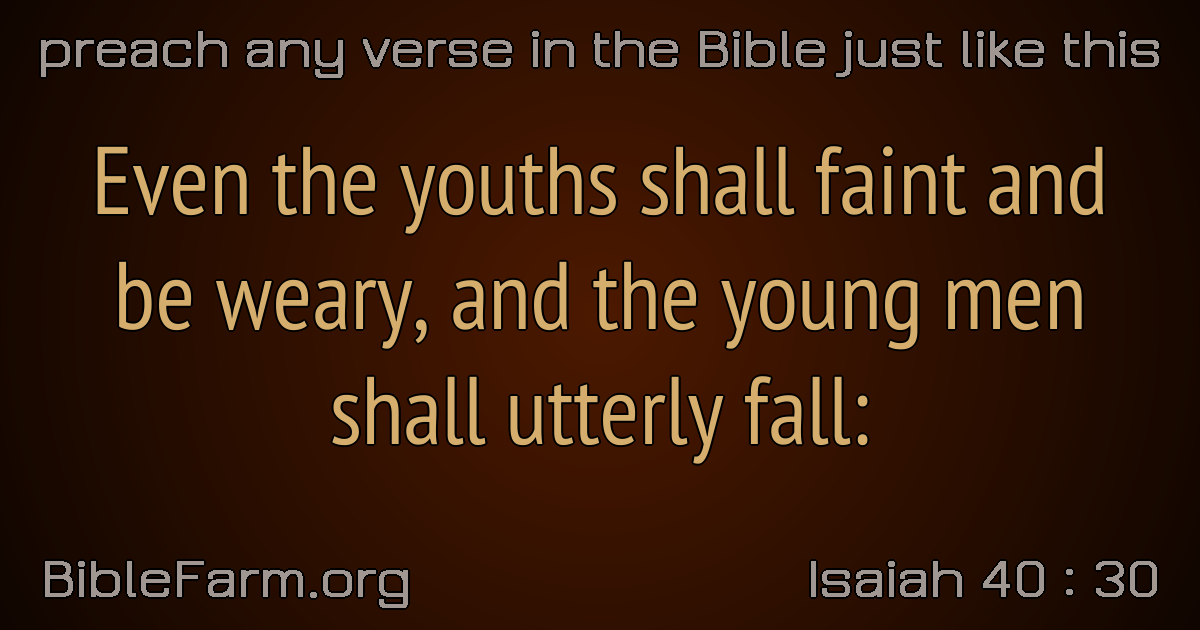 preach any verse in the Bible just like this
Even the youths shall faint and
be weary, and the young men
shall utterly fall:
BibleFarm.org
Isaiah 40 : 30